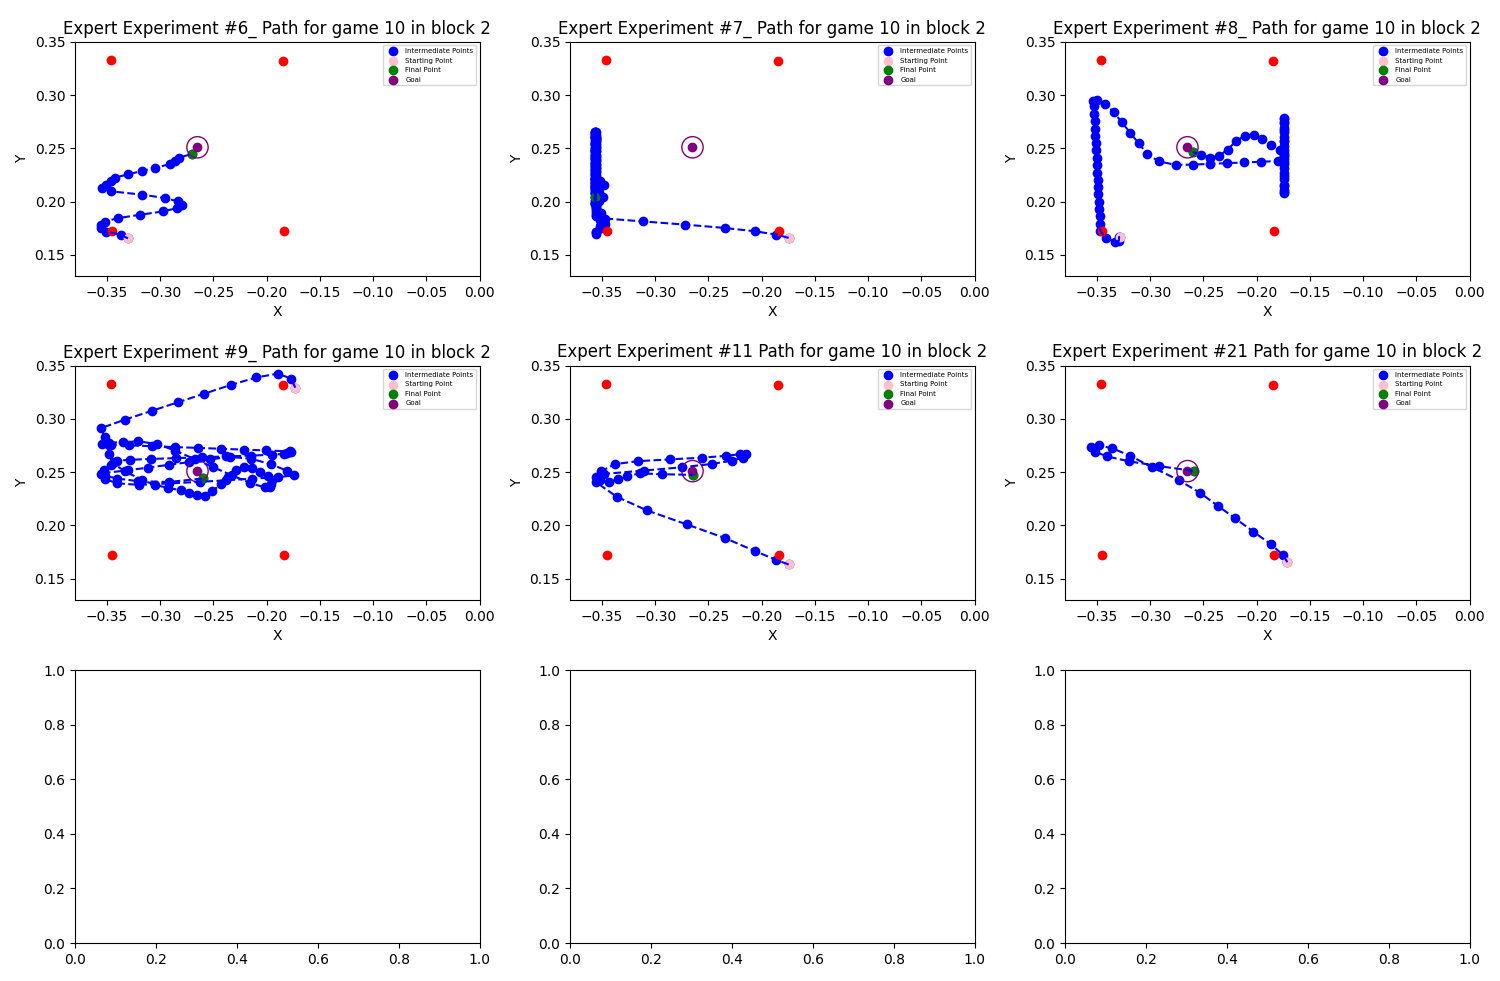 Expert Experiment #6_ Path for game 10 in block 2
Expert Experiment #7_ Path for game 10 in block 2
Expert Experiment #8_ Path for game 10 in block 2
0.35
0.30
0.25
0.20
0.15
Y
Intermediate Points
Starting Point
Final Point
Goal
−0.35 −0.30 −0.25 −0.20 −0.15 −0.10 −0.05 0.00
X
0.35
0.30
0.25
0.20
0.15
Y
Intermediate Points
Starting Point
Final Point
Goal
−0.35 −0.30 −0.25 −0.20 −0.15 −0.10 −0.05 0.00
X
0.35
0.30
0.25
0.20
0.15
Y
Intermediate Points
Starting Point
Final Point
Goal
−0.35 −0.30 −0.25 −0.20 −0.15 −0.10 −0.05 0.00
X
Expert Experiment #9_ Path for game 10 in block 2
Expert Experiment #11 Path for game 10 in block 2
Expert Experiment #21 Path for game 10 in block 2
0.35
0.30
0.25
0.20
0.15
Y
Intermediate Points
Starting Point
Final Point
Goal
−0.35 −0.30 −0.25 −0.20 −0.15 −0.10 −0.05 0.00
X
0.35
0.30
0.25
0.20
0.15
Y
Intermediate Points
Starting Point
Final Point
Goal
−0.35 −0.30 −0.25 −0.20 −0.15 −0.10 −0.05 0.00
X
0.35
0.30
0.25
0.20
0.15
Y
Intermediate Points
Starting Point
Final Point
Goal
−0.35 −0.30 −0.25 −0.20 −0.15 −0.10 −0.05 0.00
X
1.0
0.8
0.6
0.4
0.2
0.0
0.0 0.2 0.4 0.6 0.8 1.0
1.0
0.8
0.6
0.4
0.2
0.0
0.0 0.2 0.4 0.6 0.8 1.0
1.0
0.8
0.6
0.4
0.2
0.0
0.0 0.2 0.4 0.6 0.8 1.0